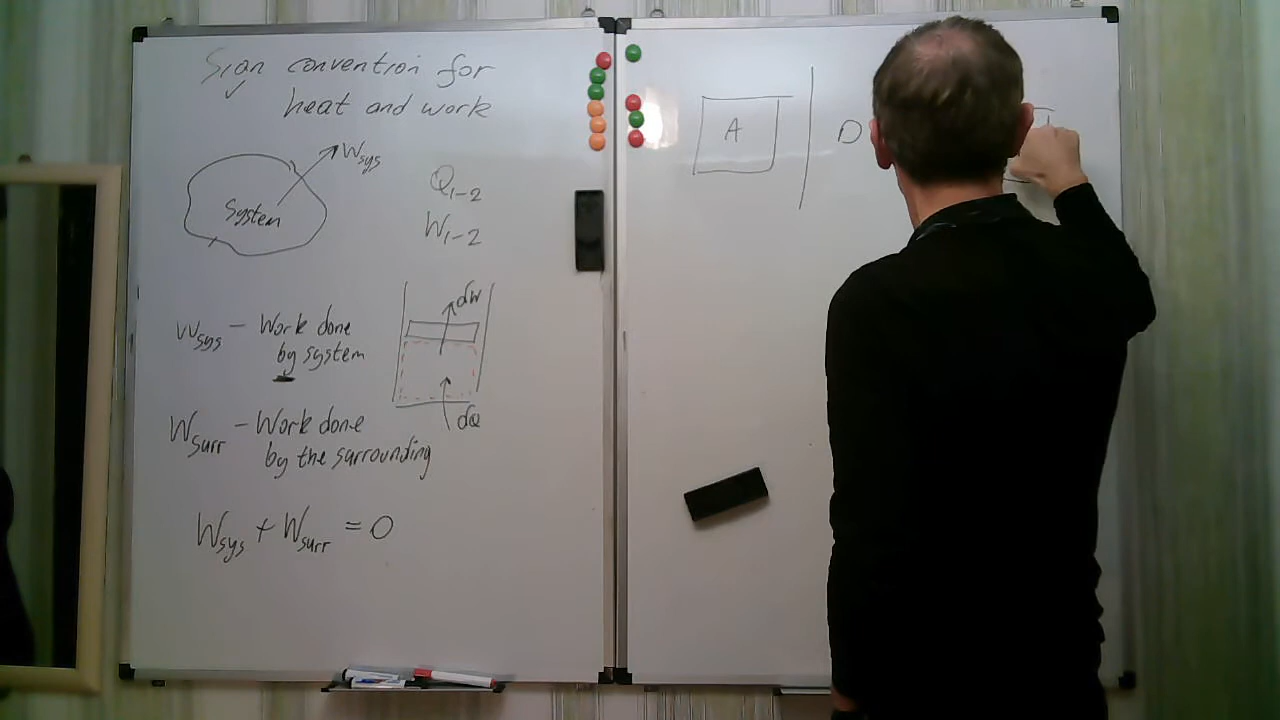 Sign convention for
heat and work
Wsys
System
Q1-2
W1-2
dW
Wsys - Work done
by system
dQ
Wsurr - Work done
by the surrounding
Wsys + Wsurr = 0
A